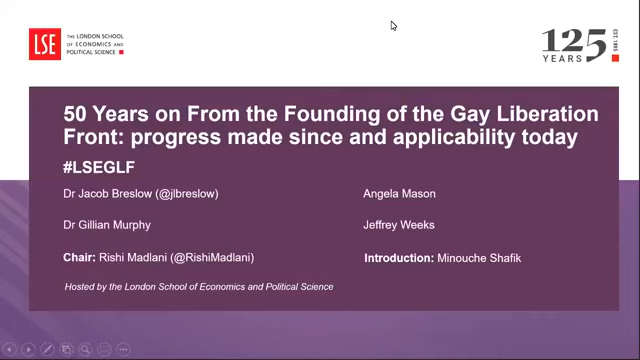 LSE
THE LONDON SCHOOL
OF ECONOMICS AND
POLITICAL SCIENCE
125
YEARS
EST. 1895
50 Years on From the Founding of the Gay Liberation
Front: progress made since and applicability today
#LSEGLF
Dr Jacob Breslow (@jlbreslow)
Angela Mason
Dr Gillian Murphy
Jeffrey Weeks
Chair: Rishi Madlani (@RishiMadlani)
Introduction: Minouche Shafik
Hosted by the London School of Economics and Political Science